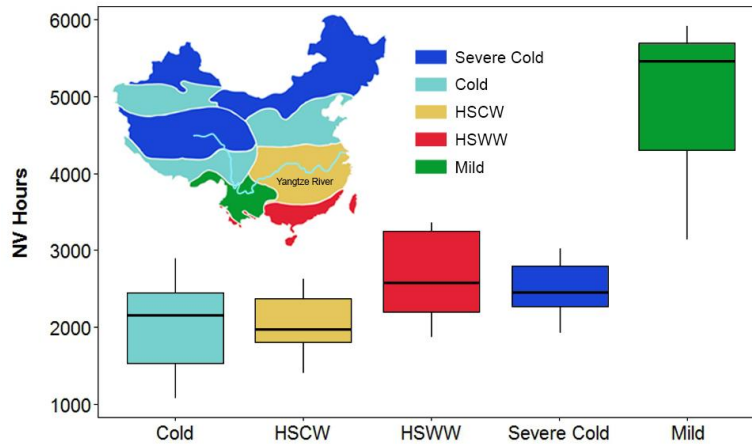 NV Hours
6000
5000
4000
3000
2000
1000
Severe Cold
Cold
HSCW
HSWW
Mild
Yangtze River
Cold HSCW HSWW Severe Cold Mild